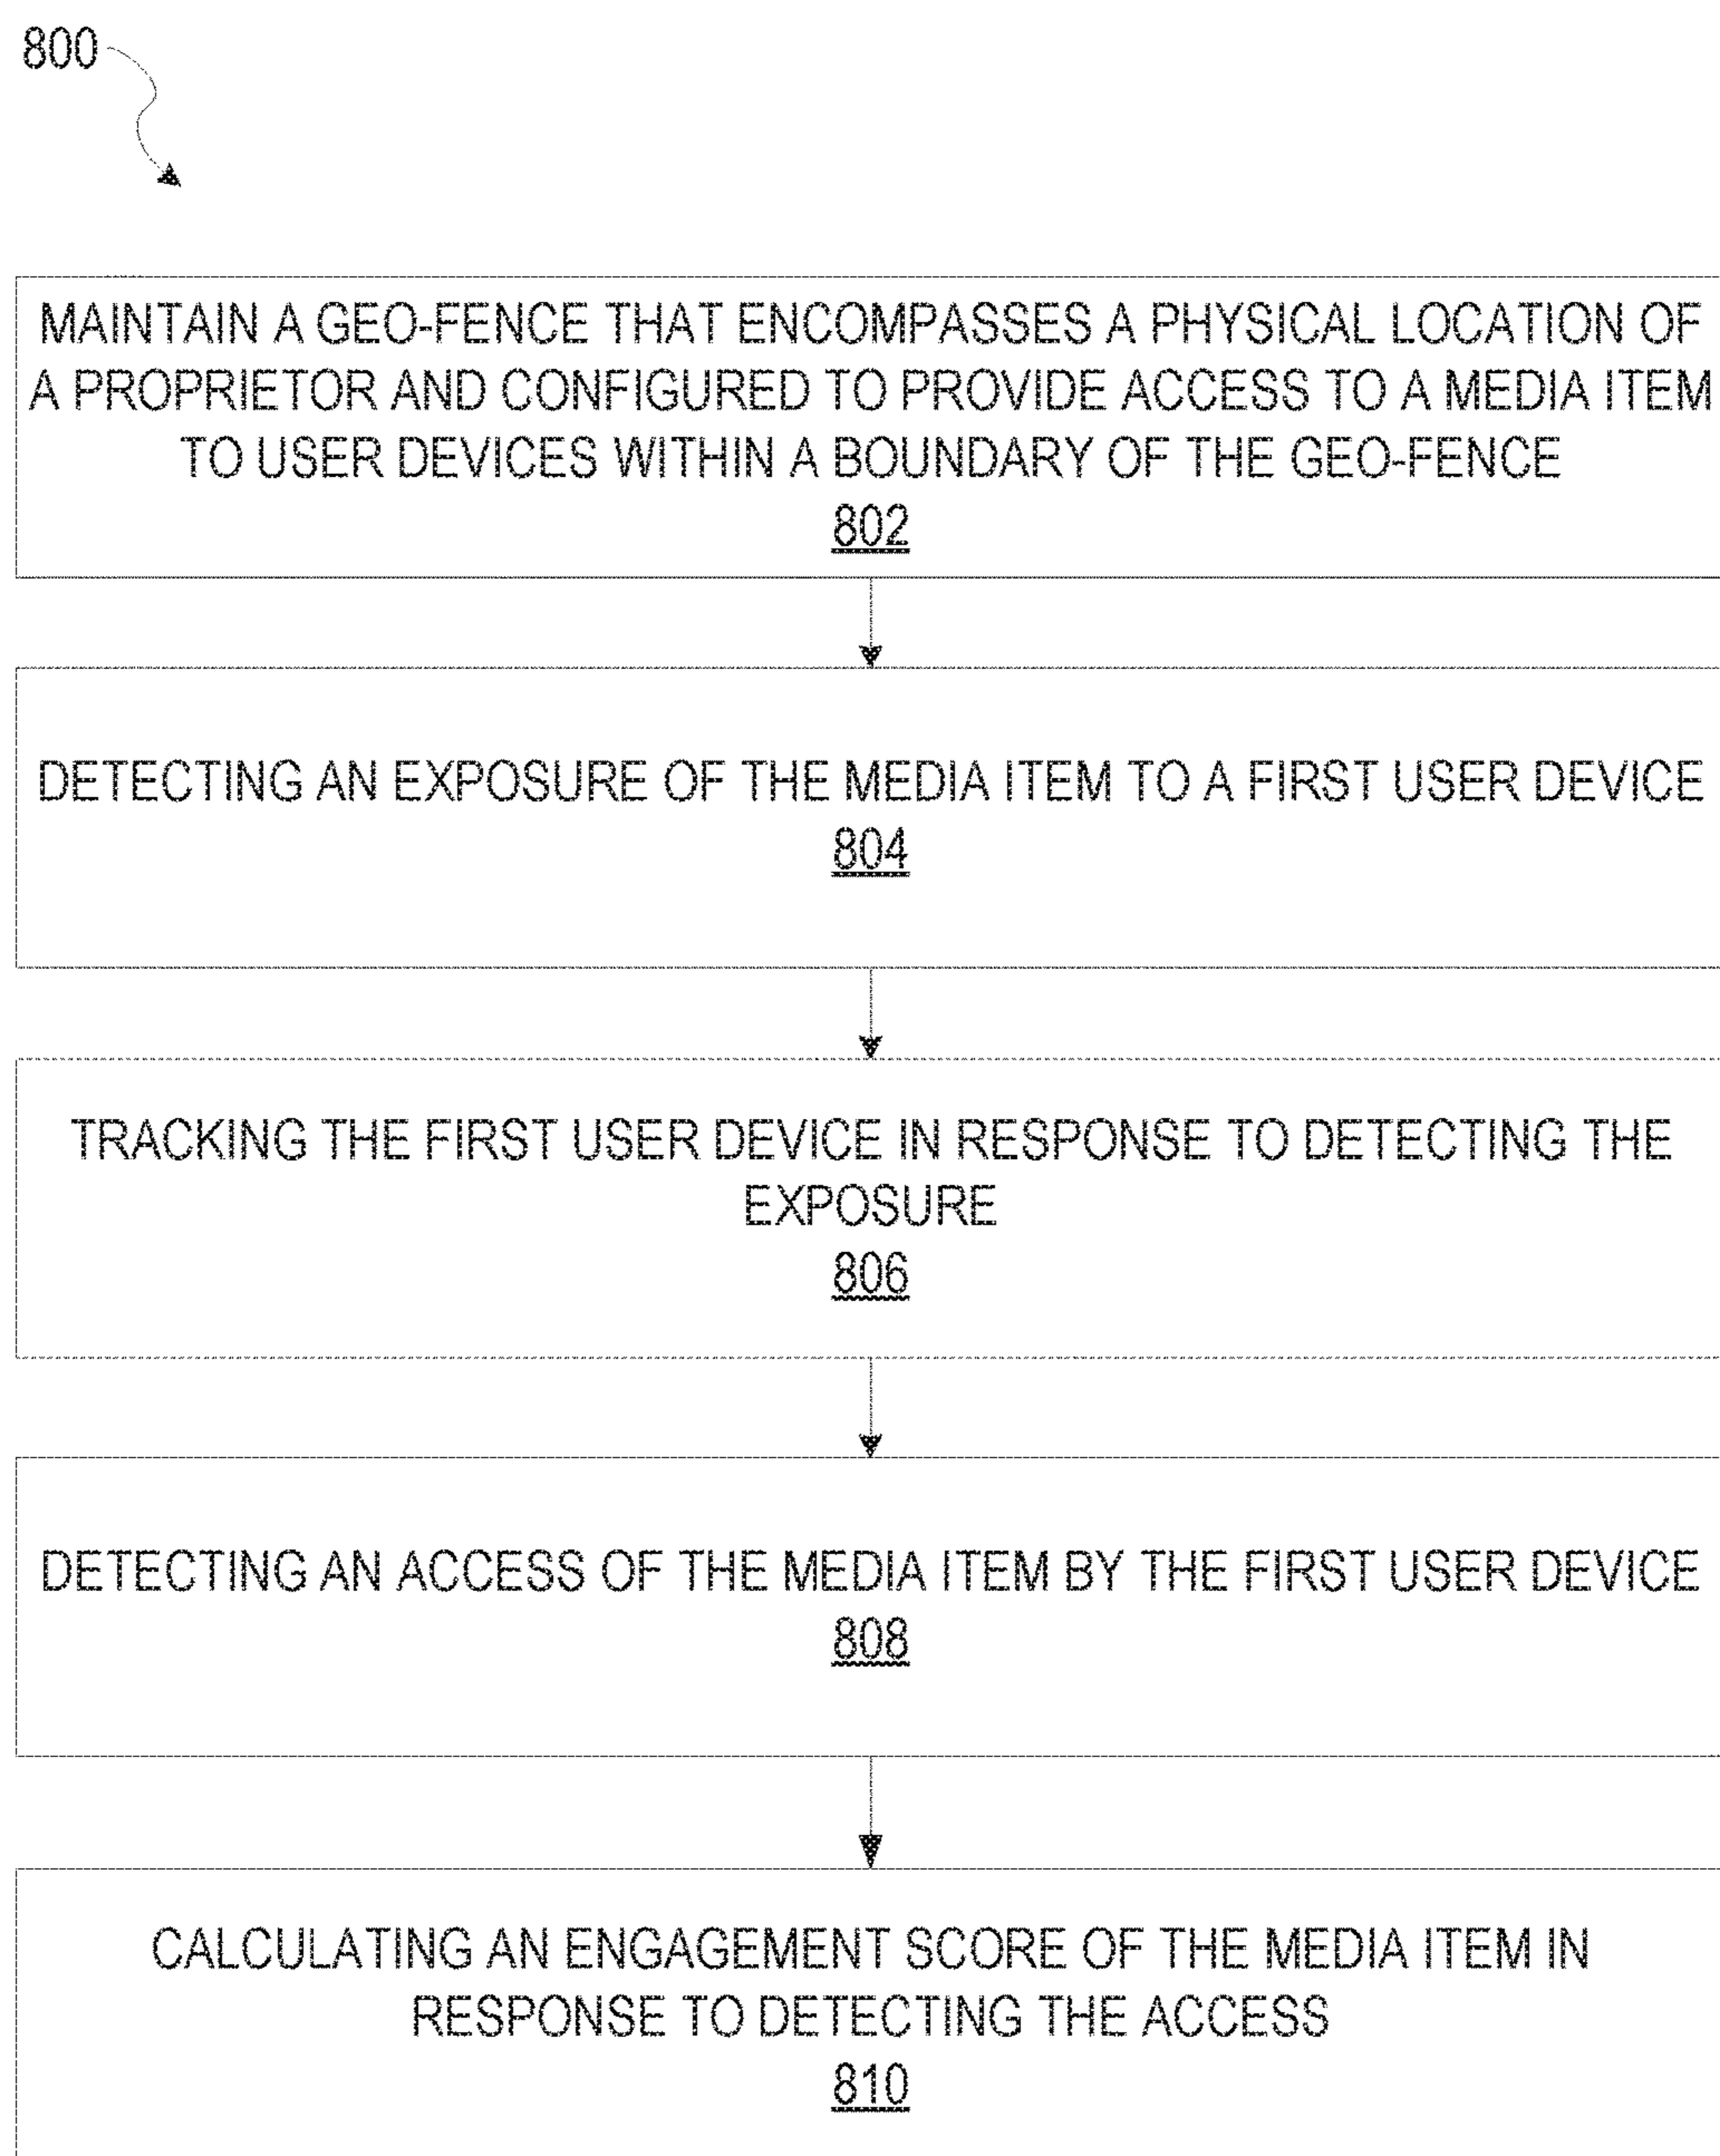 800
MAINTAIN A GEO-FENCE THAT ENCOMPASSES A PHYSICAL LOCATION OF
A PROPRIETOR AND CONFIGURED TO PROVIDE ACCESS TO A MEDIA ITEM
TO USER DEVICES WITHIN A BOUNDARY OF THE GEO-FENCE
802
DETECTING AN EXPOSURE OF THE MEDIA ITEM TO A FIRST USER DEVICE
804
TRACKING THE FIRST USER DEVICE IN RESPONSE TO DETECTING THE
EXPOSURE
806
DETECTING AN ACCESS OF THE MEDIA ITEM BY THE FIRST USER DEVICE
808
CALCULATING AN ENGAGEMENT SCORE OF THE MEDIA ITEM IN
RESPONSE TO DETECTING THE ACCESS
810